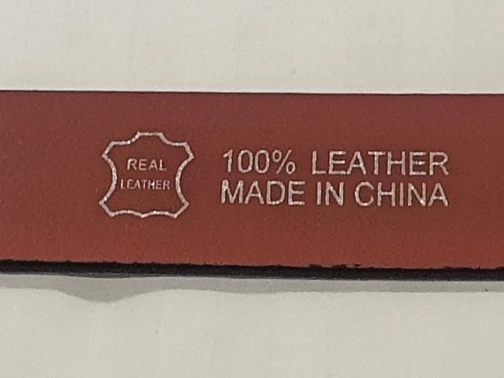 REAL
LEATHER
100% LEATHER
MADE IN CHINA